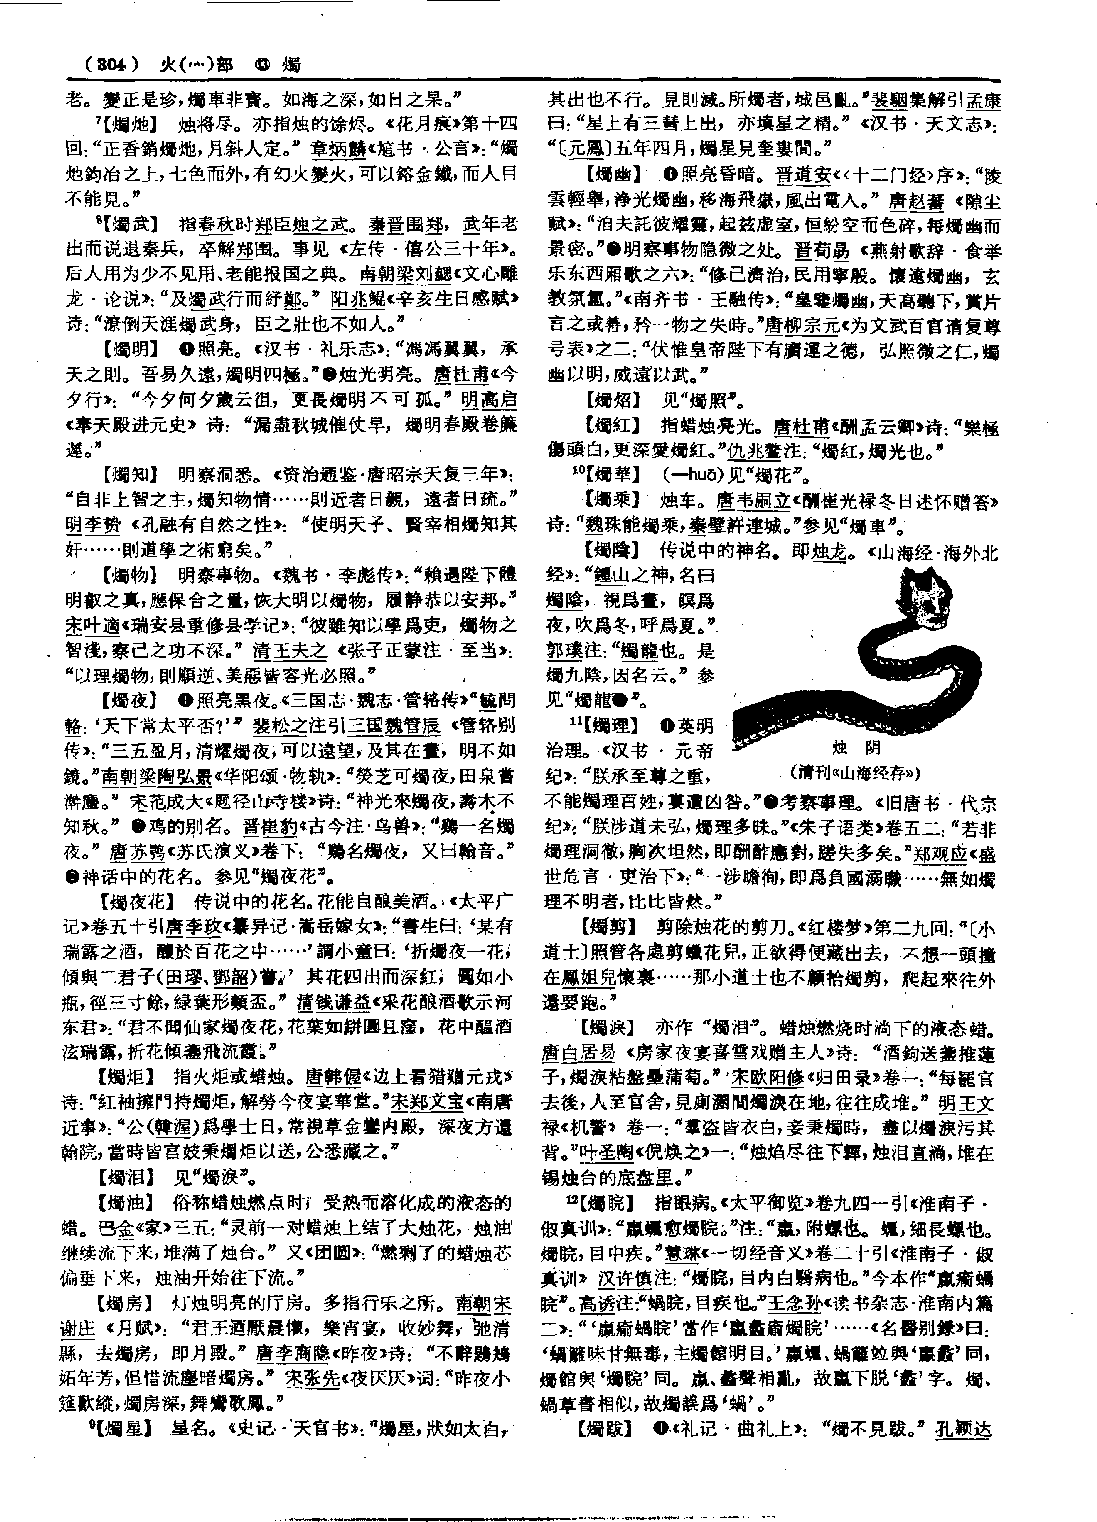 （304） 火(灬)部 ⓭ 燭
老。變正是珍，燭車非寳。如海之深，如日之杲。”
7【燭灺】 烛将尽。亦指烛的馀烬。《花月痕》第十四
回：“正香銷燭灺，月斜人定。”章炳麟《訄书·公言》：“燭
灺鈎冶之上，七色而外，有幻火變火，可以鎔金鐵，而人目
不能見。”
8【燭武】 指春秋时郑臣烛之武。秦晋围郑，武年老
出而说退秦兵，卒解郑围。事见《左传·僖公三十年》。
后人用为少不见用、老能报国之典。南朝梁刘勰《文心雕
龙·论说》：“及燭武行而紓鄭。”阳兆鲲《辛亥生日感赋》
诗：“潦倒天涯燭武身，臣之壯也不如人。”
【燭明】 ❶照亮。《汉书·礼乐志》：“馮馮翼翼，承
天之則。吾易久遠，燭明四極。”❷烛光明亮。唐杜甫《今
夕行》：“今夕何夕歲云徂，更長燭明不可孤。”明高启
《奉天殿进元史》诗：“漏盡秋城催仗早，燭明春殿卷簾
遲。”
【燭知】 明察洞悉。《资治通鉴·唐昭宗天复三年》：
“自非上智之主，燭知物情……則近者日親，遠者日疏。”
明李贽《孔融有自然之性》：“使明天子、賢宰相燭知其
奸……則道學之術窮矣。”
【燭物】 明察事物。《魏书·李彪传》：“賴遇陛下體
明叡之真，應保合之量，恢大明以燭物，履静恭以安邦。”
宋叶適《瑞安县重修县学记》：“彼雖知以學爲吏，燭物之
智淺，察己之功不深。”清王夫之《张子正蒙注·至当》：
“以理燭物，則順逆、美惡皆容光必照。”
【燭夜】 ❶照亮黑夜。《三国志·魏志·管辂传》“毓問
輅：‘天下當太平否？’”裴松之注引三国魏管辰《管辂别
传》：“三五盈月，清耀燭夜，可以遠望，及其在晝，明不如
鏡。”南朝梁陶弘景《华阳颂·物轨》：“熒芝可燭夜，田泉嘗
澣塵。”宋范成大《题径山寺楼》诗：“神光來燭夜，壽木不
知秋。”❷鸡的别名。晋崔豹《古今注·鸟兽》：“鷄一名燭
夜。”唐苏鹗《苏氏演义》卷下：“鷄名燭夜，又曰翰音。”
❸神话中的花名。参见“燭夜花”。
【燭夜花】 传说中的花名。花能自酿美酒。《太平广
记》卷五十引唐李玫《纂异记·嵩岳嫁女》：“書生曰：‘某有
瑞露之酒，釀於百花之中……’謂小童曰：‘折燭夜一花，
傾與二君子(田璆、鄧韶)嘗。’其花四出而深紅，圓如小
瓶，徑三寸餘，緑葉形類盃。”清钱谦益《采花酿酒歌示河
东君》：“君不聞仙家燭夜花，花葉如缾圓且窪，花中醖酒
泫瑞露，折花傾盡飛流霞。”
【燭炬】 指火炬或蜡烛。唐韩偓《边上看猎赠元戎》
诗：“紅袖擁門持燭炬，解勞今夜宴華堂。”宋郑文宝《南唐
近事》：“公(韓渥)爲學士日，常視草金鑾内殿，深夜方還
翰院，當時皆宫妓秉燭炬以送，公悉藏之。”
【燭泪】 见“燭淚”。
【燭油】 俗称蜡烛燃点时，受热而溶化成的液态的
蜡。巴金《家》三五：“灵前一对蜡烛上结了大烛花，烛油
继续流下来，堆满了烛台。”又《团圆》：“燃剩了的蜡烛芯
偏垂下来，烛油开始往下流。”
【燭房】 灯烛明亮的厅房。多指行乐之所。南朝宋
谢庄《月赋》：“君王迺厭晨懽，樂宵宴，收妙舞，弛清
縣，去燭房，即月殿。”唐李商隐《昨夜》诗：“不辭鶗鴂
妬年芳，但惜流塵暗燭房。”宋张先《夜厌厌》词：“昨夜小
筵歡縱，燭房深，舞鸞歌鳳。”
9【燭星】 星名。《史记·天官书》：“燭星，狀如太白，
其出也不行。見則滅。所燭者，城邑亂。”裴駰集解引孟康
曰：“星上有三彗上出，亦填星之精。”《汉书·天文志》：
“〔元鳳〕五年四月，燭星見奎婁間。”
【燭幽】 ❶照亮昏暗。晋道安《〈十二门经〉序》：“陵
雲輕舉，浄光燭幽，移海飛嶽，風出電入。”唐赵蕃《隙尘
赋》：“洎夫託彼耀靈，起兹虚室，恒紛空而色碎，每燭幽而
景密。”❷明察事物隐微之处。晋荀勗《燕射歌辞·食举
乐东西厢歌之六》：“修己濟治，民用寧殷。懷遠燭幽，玄
教氛氲。”《南齐书·王融传》：“皇鑒燭幽，天高聽下，賞片
言之或善，矜一物之失時。”唐柳宗元《为文武百官请复尊
号表》之二：“伏惟皇帝陛下有廣運之德，弘照微之仁，燭
幽以明，威遠以武。”
【燭炤】 见“燭照”。
【燭红】 指蜡烛亮光。唐杜甫《酬孟云卿》诗：“樂極
傷頭白，更深愛燭紅。”仇兆鳌注：“燭紅，燭光也。”
10【燭華】 (—huā)见“燭花”。
【燭乘】 烛车。唐韦嗣立《酬崔光禄冬日述怀赠答》
诗：“魏珠能燭乘，秦璧許連城。”参见“燭車”。
【燭陰】 传说中的神名。即烛龙。《山海经·海外北
经》：“鍾山之神，名曰
燭陰，視爲晝，瞑爲
夜，吹爲冬，呼爲夏。”
郭璞注：“燭龍也。是
燭九陰，因名云。”参
见“燭龍❶”。
烛 阴
(清刊《山海经存》)
11【燭理】 ❶英明
治理。《汉书·元帝
纪》：“朕承至尊之重，
不能燭理百姓，婁遭凶咎。”❷考察事理。《旧唐书·代宗
纪》：“朕涉道未弘，燭理多昧。”《朱子语类》卷五二：“若非
燭理洞徹，胸次坦然，即酬酢應對，蹉失多矣。”郑观应《盛
世危言·吏治下》：“一涉瞻徇，即爲負國溺職……無如燭
理不明者，比比皆然。”
【燭剪】 剪除烛花的剪刀。《红楼梦》第二九回：“〔小
道士〕照管各處剪蠟花兒，正欲得便藏出去，不想一頭撞
在鳳姐兒懷裏……那小道士也不顧拾燭剪，爬起來往外
還要跑。”
【燭淚】 亦作“燭泪”。蜡烛燃烧时淌下的液态蜡。
唐白居易《房家夜宴喜雪戏赠主人》诗：“酒鈎送盞推蓮
子，燭淚粘盤壘蒲萄。”宋欧阳修《归田录》卷一：“每罷官
去後，人至官舍，見廁溷間燭淚在地，往往成堆。”明王文
禄《机警》卷一：“羣盗皆衣白，妾秉燭時，盡以燭淚污其
背。”叶圣陶《倪焕之》一：“烛焰尽往下嚲，烛泪直淌，堆在
锡烛台的底盘里。”
12【燭睆】 指眼病。《太平御览》卷九四一引《淮南子·
俶真训》：“蠃蠡愈燭睆。”注：“蠃，附螺也。蠡，細長螺也。
燭睆，目中疾。”慧琳《一切经音义》卷二十引《淮南子·俶
真训》汉许慎注：“燭睆，目内白翳病也。”今本作“蠃瘉蝸
睆”。高诱注：“蝸睆，目疾也。”王念孙《读书杂志·淮南内篇
二》：“‘蠃瘉蝸睆’當作‘蠃蠡瘉燭睆’……《名醫别録》曰：
‘蝸離味甘無毒，主燭館明目。’蠃蠡、蝸離竝與‘蠃蠡’同，
燭館與‘燭睆’同。蠃、蠡聲相亂，故蠃下脱‘蠡’字。燭、
蝸草書相似，故燭誤爲‘蝸’。”
【燭跋】 ❶《礼记·曲礼上》：“燭不見跋。”孔颖达